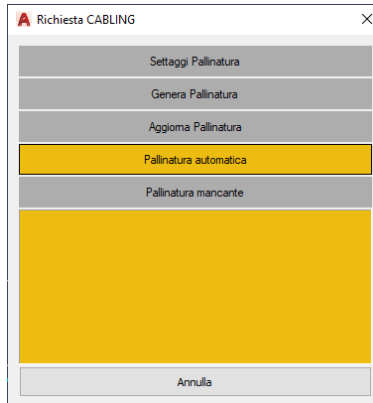 Richiesta CABLING
Settaggi Pallinatura
Genera Pallinatura
Aggiorna Pallinatura
Pallinatura automatica
Pallinatura mancante
Annulla